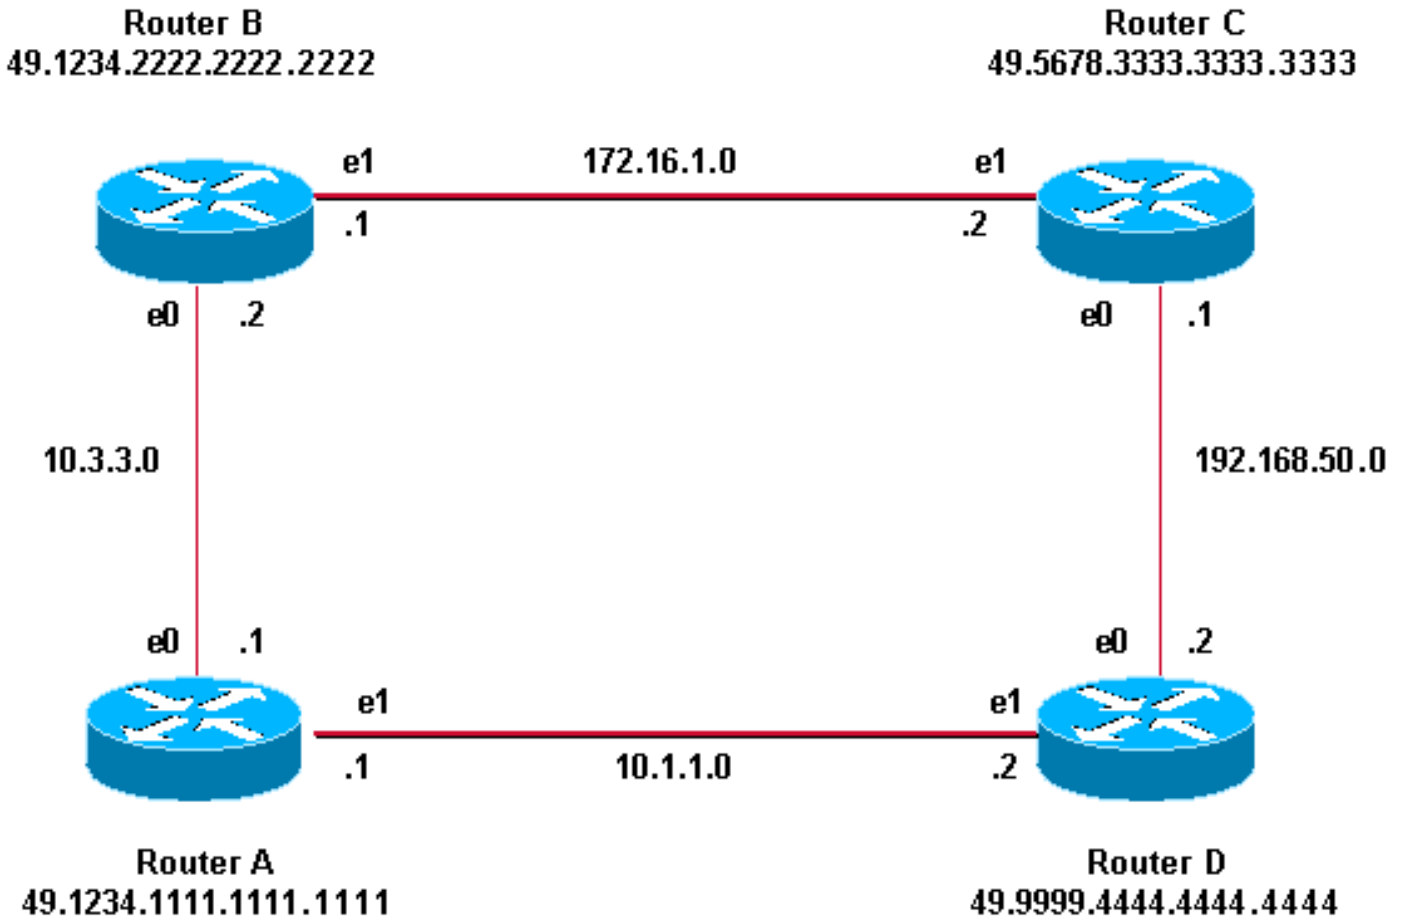 Router B
49.1234.2222.2222.2222
Router C
49.5678.3333.3333.3333
e1
172.16.1.0
e1
.1
.2
e0
.2
e0
.1
10.3.3.0
192.168.50.0
e0
.1
e0
.2
e1
e1
.1
10.1.1.0
.2
Router A
49.1234.1111.1111.1111
Router D
49.9999.4444.4444.4444